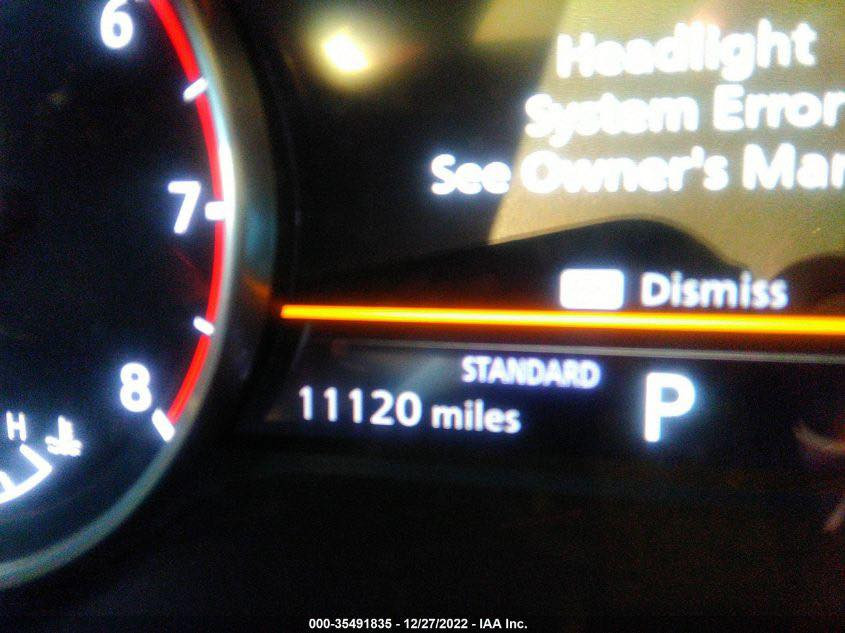 6
7
8
H
Headlight
System Error
See Owner's Mar
Dismiss
STANDARD
11120 miles
P
000-35491835 - 12/27/2022 - IAA Inc.